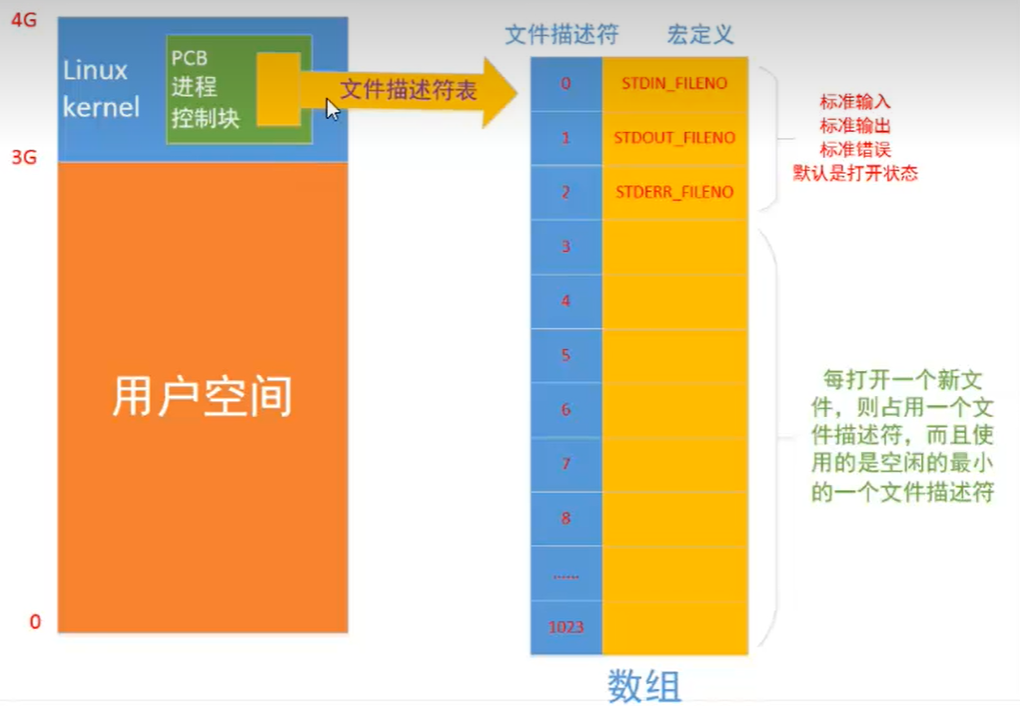 4G
Linux
kernel
PCB
进程
控制块
文件描述符表
3G
用户空间
0
文件描述符 宏定义
0 STDIN_FILENO
1 STDOUT_FILENO
2 STDERR_FILENO
3
4
5
6
7
8
......
1023
数组
标准输入
标准输出
标准错误
默认是打开状态
每打开一个新文
件，则占用一个文
件描述符，而且使
用的是空闲的最小
的一个文件描述符